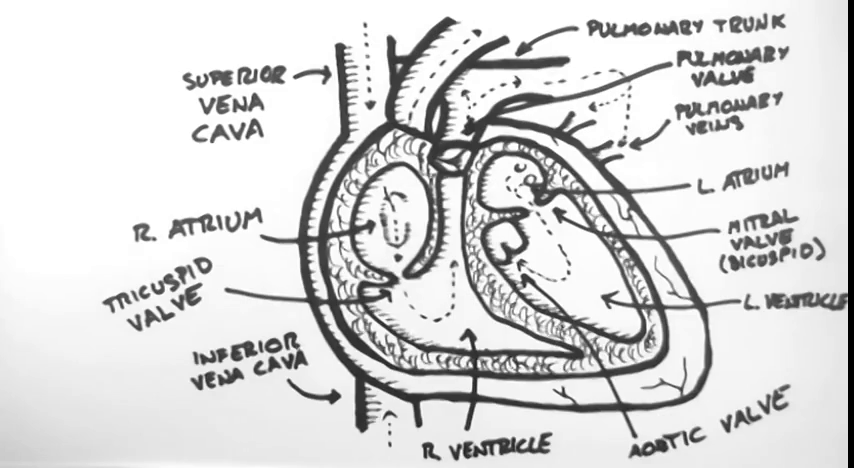 PULMONARY TRUNK
PULMONARY
VALVE
SUPERIOR
VENA
CAVA
PULMONARY
VEINS
L. ATRIUM
R. ATRIUM
MITRAL
VALVE
(BICUSPID)
TRICUSPID
VALVE
L. VENTRICLE
INFERIOR
VENA CAVA
AORTIC VALVE
R. VENTRICLE